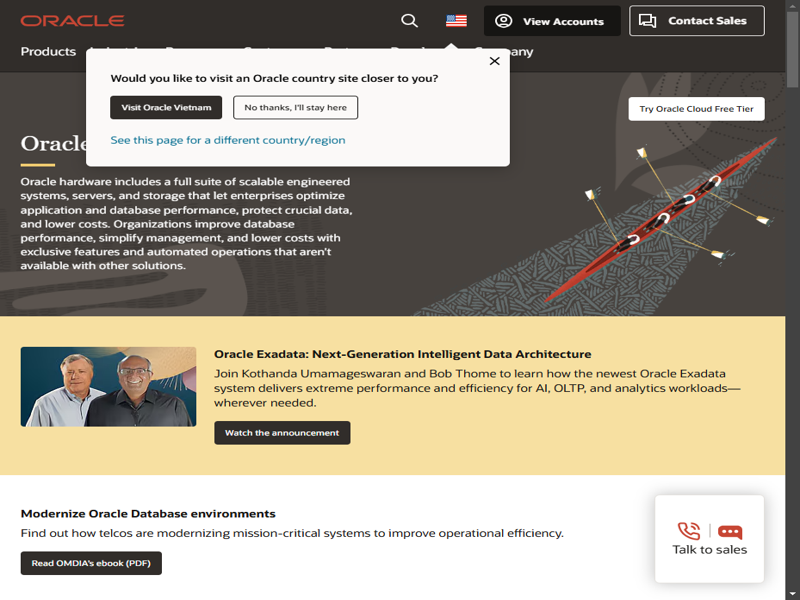 ORACLE
View Accounts
Contact Sales
Products
Would you like to visit an Oracle country site closer to you?
Visit Oracle Vietnam
No thanks, I'll stay here
See this page for a different country/region
Try Oracle Cloud Free Tier
Oracle
Oracle hardware includes a full suite of scalable engineered
systems, servers, and storage that let enterprises optimize
application and database performance, protect crucial data,
and lower costs. Organizations improve database
performance, simplify management, and lower costs with
exclusive features and automated operations that aren't
available with other solutions.
Oracle Exadata: Next-Generation Intelligent Data Architecture
Join Kothanda Umamageswaran and Bob Thome to learn how the newest Oracle Exadata
system delivers extreme performance and efficiency for AI, OLTP, and analytics workloads—
wherever needed.
Watch the announcement
Modernize Oracle Database environments
Find out how telcos are modernizing mission-critical systems to improve operational efficiency.
Read OMDIA's ebook (PDF)
Talk to sales